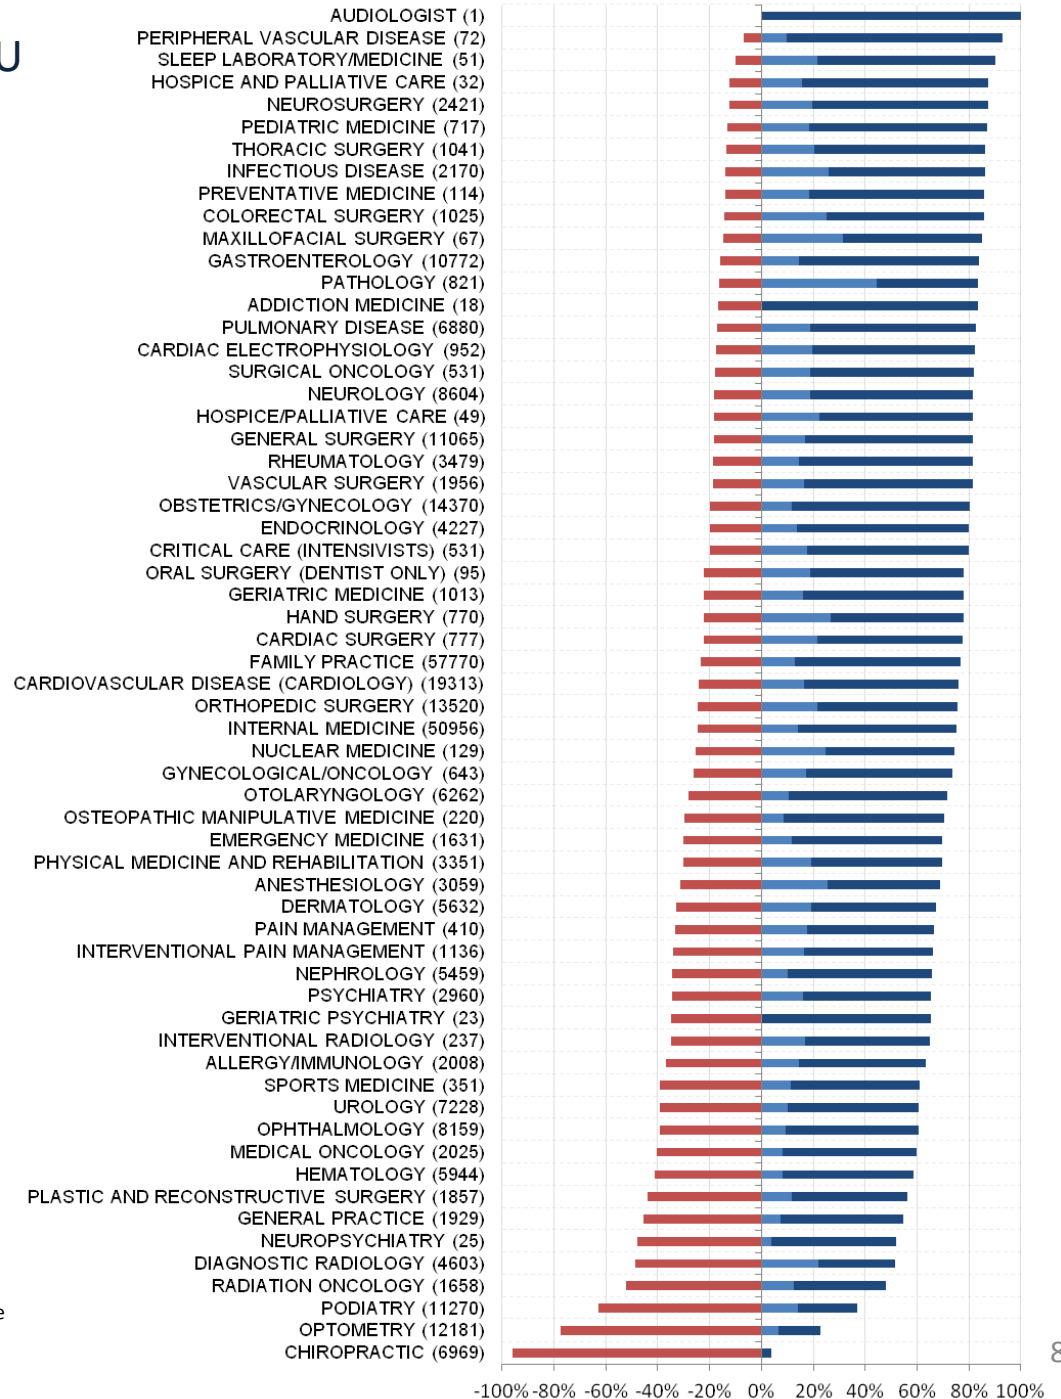 U
AUDIOLOGIST (1)
PERIPHERAL VASCULAR DISEASE (72)
SLEEP LABORATORY/MEDICINE (51)
HOSPICE AND PALLIATIVE CARE (32)
NEUROSURGERY (2421)
PEDIATRIC MEDICINE (717)
THORACIC SURGERY (1041)
INFECTIOUS DISEASE (2170)
PREVENTATIVE MEDICINE (114)
COLORECTAL SURGERY (1025)
MAXILLOFACIAL SURGERY (67)
GASTROENTEROLOGY (10772)
PATHOLOGY (821)
ADDICTION MEDICINE (18)
PULMONARY DISEASE (6880)
CARDIAC ELECTROPHYSIOLOGY (952)
SURGICAL ONCOLOGY (531)
NEUROLOGY (8604)
HOSPICE/PALLIATIVE CARE (49)
GENERAL SURGERY (11065)
RHEUMATOLOGY (3479)
VASCULAR SURGERY (1956)
OBSTETRICS/GYNECOLOGY (14370)
ENDOCRINOLOGY (4227)
CRITICAL CARE (INTENSIVISTS) (531)
ORAL SURGERY (DENTIST ONLY) (95)
GERIATRIC MEDICINE (1013)
HAND SURGERY (770)
CARDIAC SURGERY (777)
FAMILY PRACTICE (57770)
CARDIOVASCULAR DISEASE (CARDIOLOGY) (19313)
ORTHOPEDIC SURGERY (13520)
INTERNAL MEDICINE (50956)
NUCLEAR MEDICINE (129)
GYNECOLOGICAL/ONCOLOGY (643)
OTOLARYNGOLOGY (6262)
OSTEOPATHIC MANIPULATIVE MEDICINE (220)
EMERGENCY MEDICINE (1631)
PHYSICAL MEDICINE AND REHABILITATION (3351)
ANESTHESIOLOGY (3059)
DERMATOLOGY (5632)
PAIN MANAGEMENT (410)
INTERVENTIONAL PAIN MANAGEMENT (1136)
NEPHROLOGY (5459)
PSYCHIATRY (2960)
GERIATRIC PSYCHIATRY (23)
INTERVENTIONAL RADIOLOGY (237)
ALLERGY/IMMUNOLOGY (2008)
SPORTS MEDICINE (351)
UROLOGY (7228)
OPHTHALMOLOGY (8159)
MEDICAL ONCOLOGY (2025)
HEMATOLOGY (5944)
PLASTIC AND RECONSTRUCTIVE SURGERY (1857)
GENERAL PRACTICE (1929)
NEUROPSYCHIATRY (25)
DIAGNOSTIC RADIOLOGY (4603)
RADIATION ONCOLOGY (1658)
e
PODIATRY (11270)
OPTOMETRY (12181)
CHIROPRACTIC (6969)
8
-100% -80% -60% -40% -20% 0% 20% 40% 60% 80% 100%